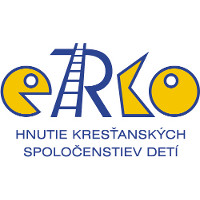 eRko
HNUTIE KRESŤANSKÝCH
SPOLOČENSTIEV DETÍ